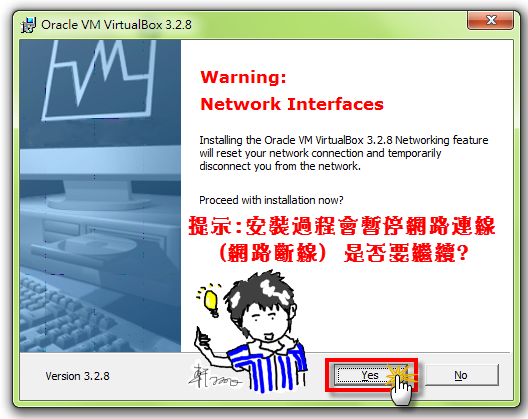 Oracle VM VirtualBox 3.2.8
Warning:
Network Interfaces
Installing the Oracle VM VirtualBox 3.2.8 Networking feature
will reset your network connection and temporarily
disconnect you from the network.
Proceed with installation now?
提示:安裝過程會暫停網路連線
(網路斷線) 是否要繼續?
軒
Version 3.2.8
Yes
No